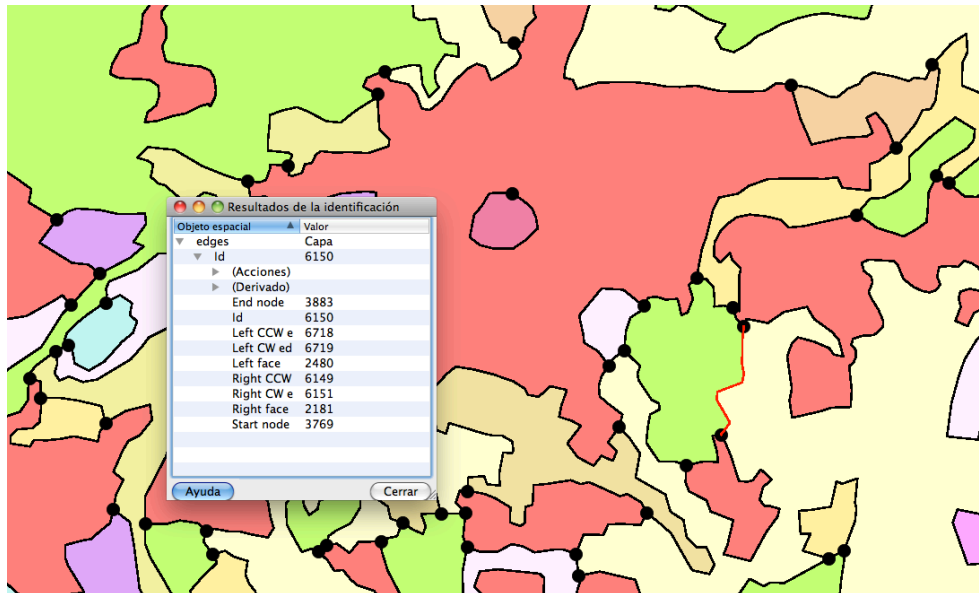 Resultados de la identificación
Objeto espacial Valor
edges Capa
Id 6150
(Acciones)
(Derivado)
End node 3883
Id 6150
Left CCW e 6718
Left CW ed 6719
Left face 2480
Right CCW 6149
Right CW e 6151
Right face 2181
Start node 3769
Ayuda Cerrar